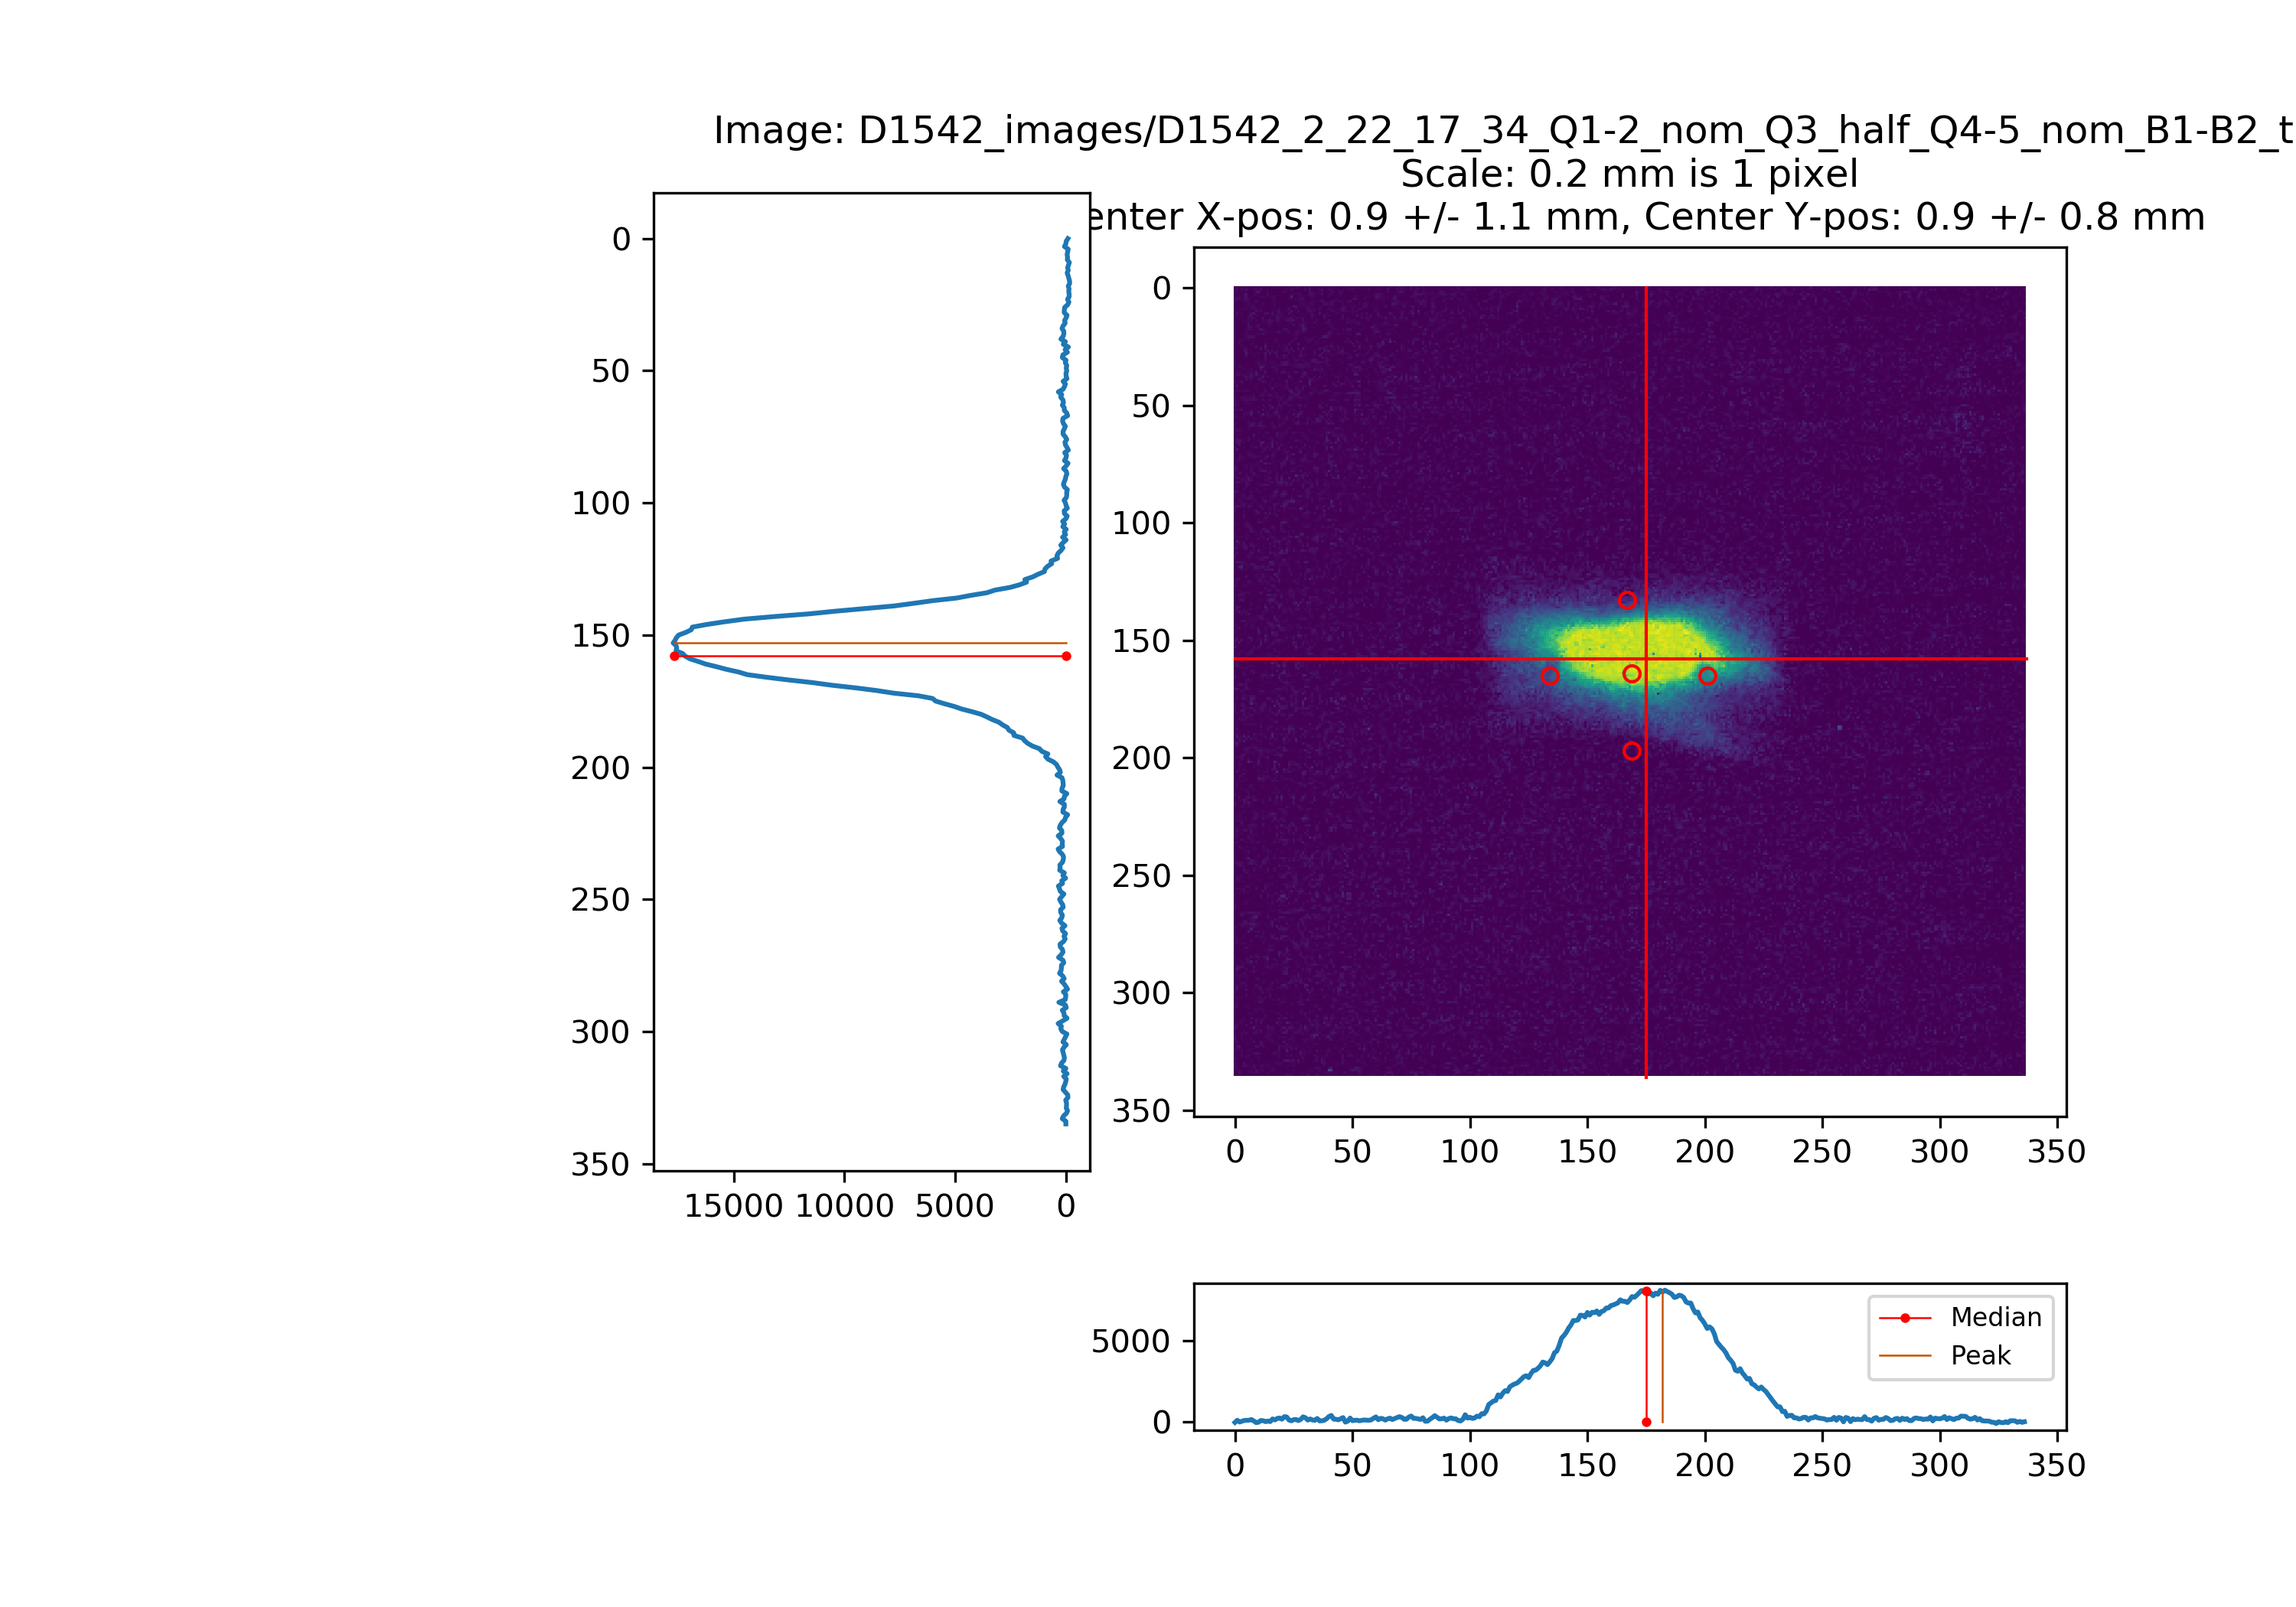 Image: D1542_images/D1542_2_22_17_34_Q1-2_nom_Q3_half_Q4-5_nom_B1-B2_t
Scale: 0.2 mm is 1 pixel
enter X-pos: 0.9 +/- 1.1 mm, Center Y-pos: 0.9 +/- 0.8 mm
0
50
100
150
200
250
300
350
15000 10000 5000 0
0
50
100
150
200
250
300
350
0 50 100 150 200 250 300 350
5000
0
Median
Peak
0 50 100 150 200 250 300 350